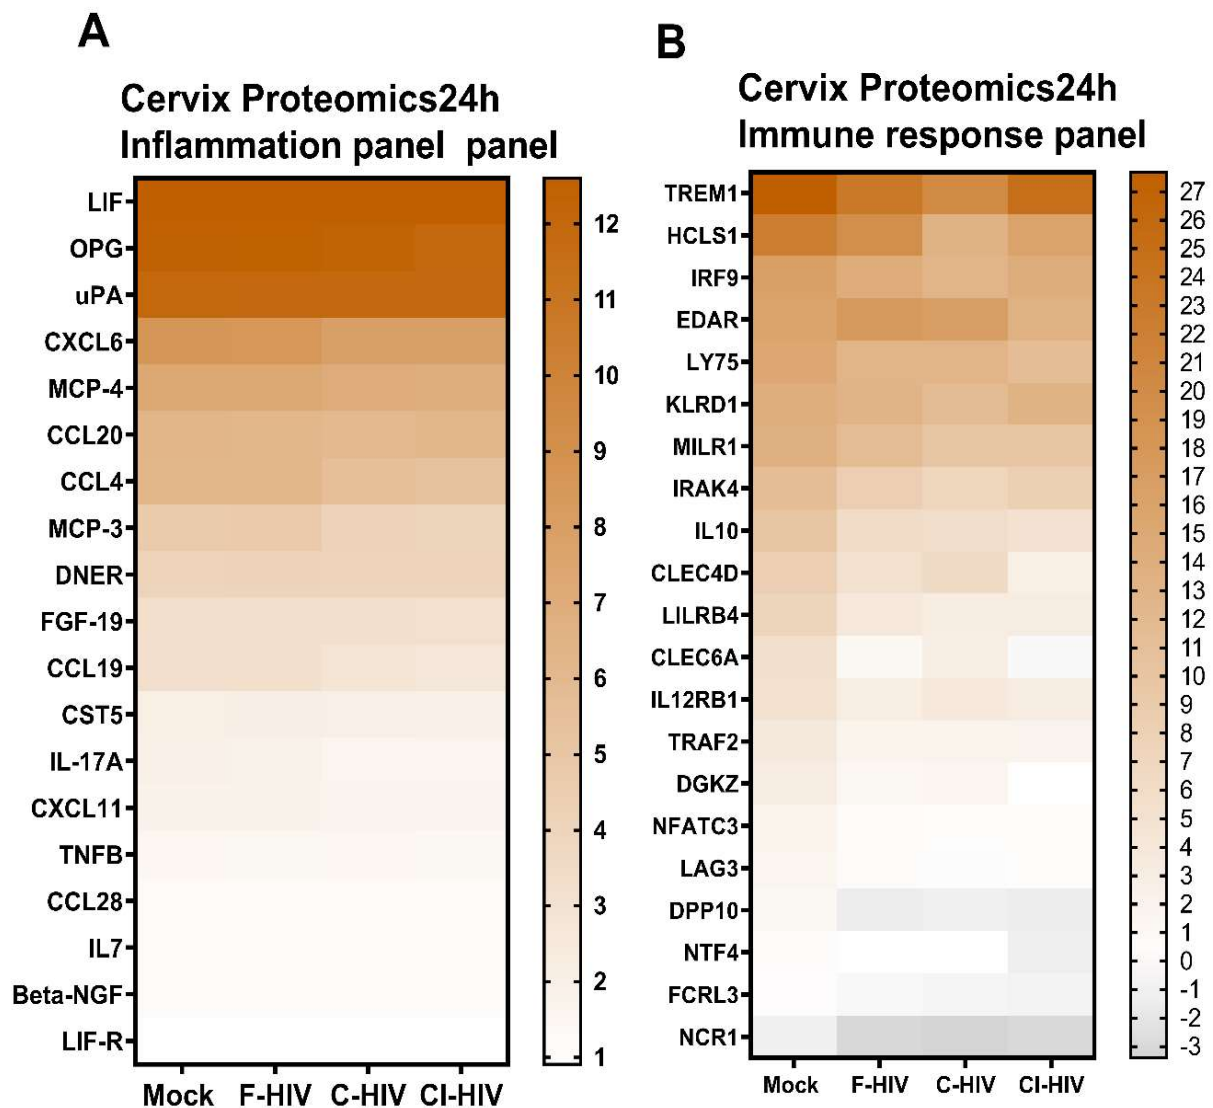 A
Cervix Proteomics24h
Inflammation panel  panel
LIF
OPG
uPA
CXCL6
MCP-4
CCL20
CCL4
MCP-3
DNER
FGF-19
CCL19
CST5
IL-17A
CXCL11
TNFB
CCL28
IL7
Beta-NGF
LIF-R
Mock F-HIV C-HIV CI-HIV
12
11
10
9
8
7
6
5
4
3
2
1
B
Cervix Proteomics24h
Immune response panel
TREM1
HCLS1
IRF9
EDAR
LY75
KLRD1
MILR1
IRAK4
IL10
CLEC4D
LILRB4
CLEC6A
IL12RB1
TRAF2
DGKZ
NFATC3
LAG3
DPP10
NTF4
FCRL3
NCR1
Mock F-HIV C-HIV CI-HIV
27
26
25
24
23
22
21
20
19
18
17
16
15
14
13
12
11
10
9
8
7
6
5
4
3
2
1
0
-1
-2
-3